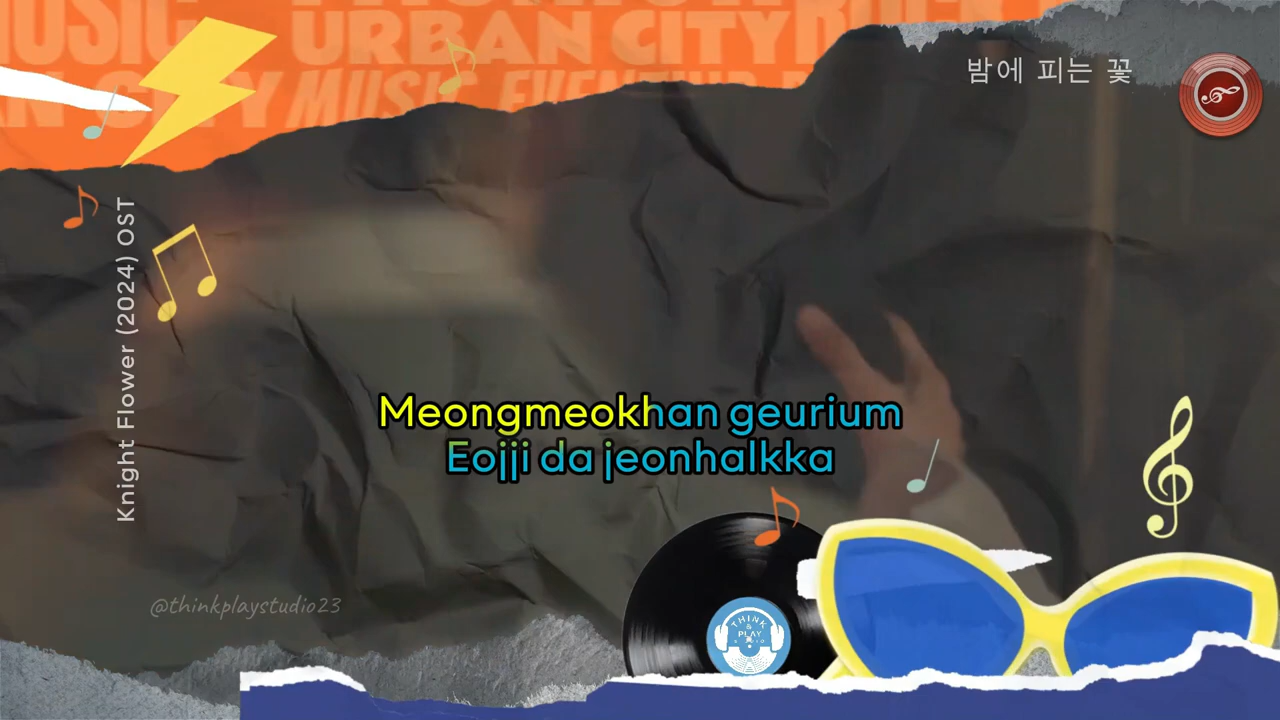 URBAN CITY
MUSIC
밤에 피는 꽃
Knight Flower (2024) OST
Meongmeokhan geurium
Eojji da jeonhalkka
@thinkplaystudio23
THINK
&
PLAY
STUDIO